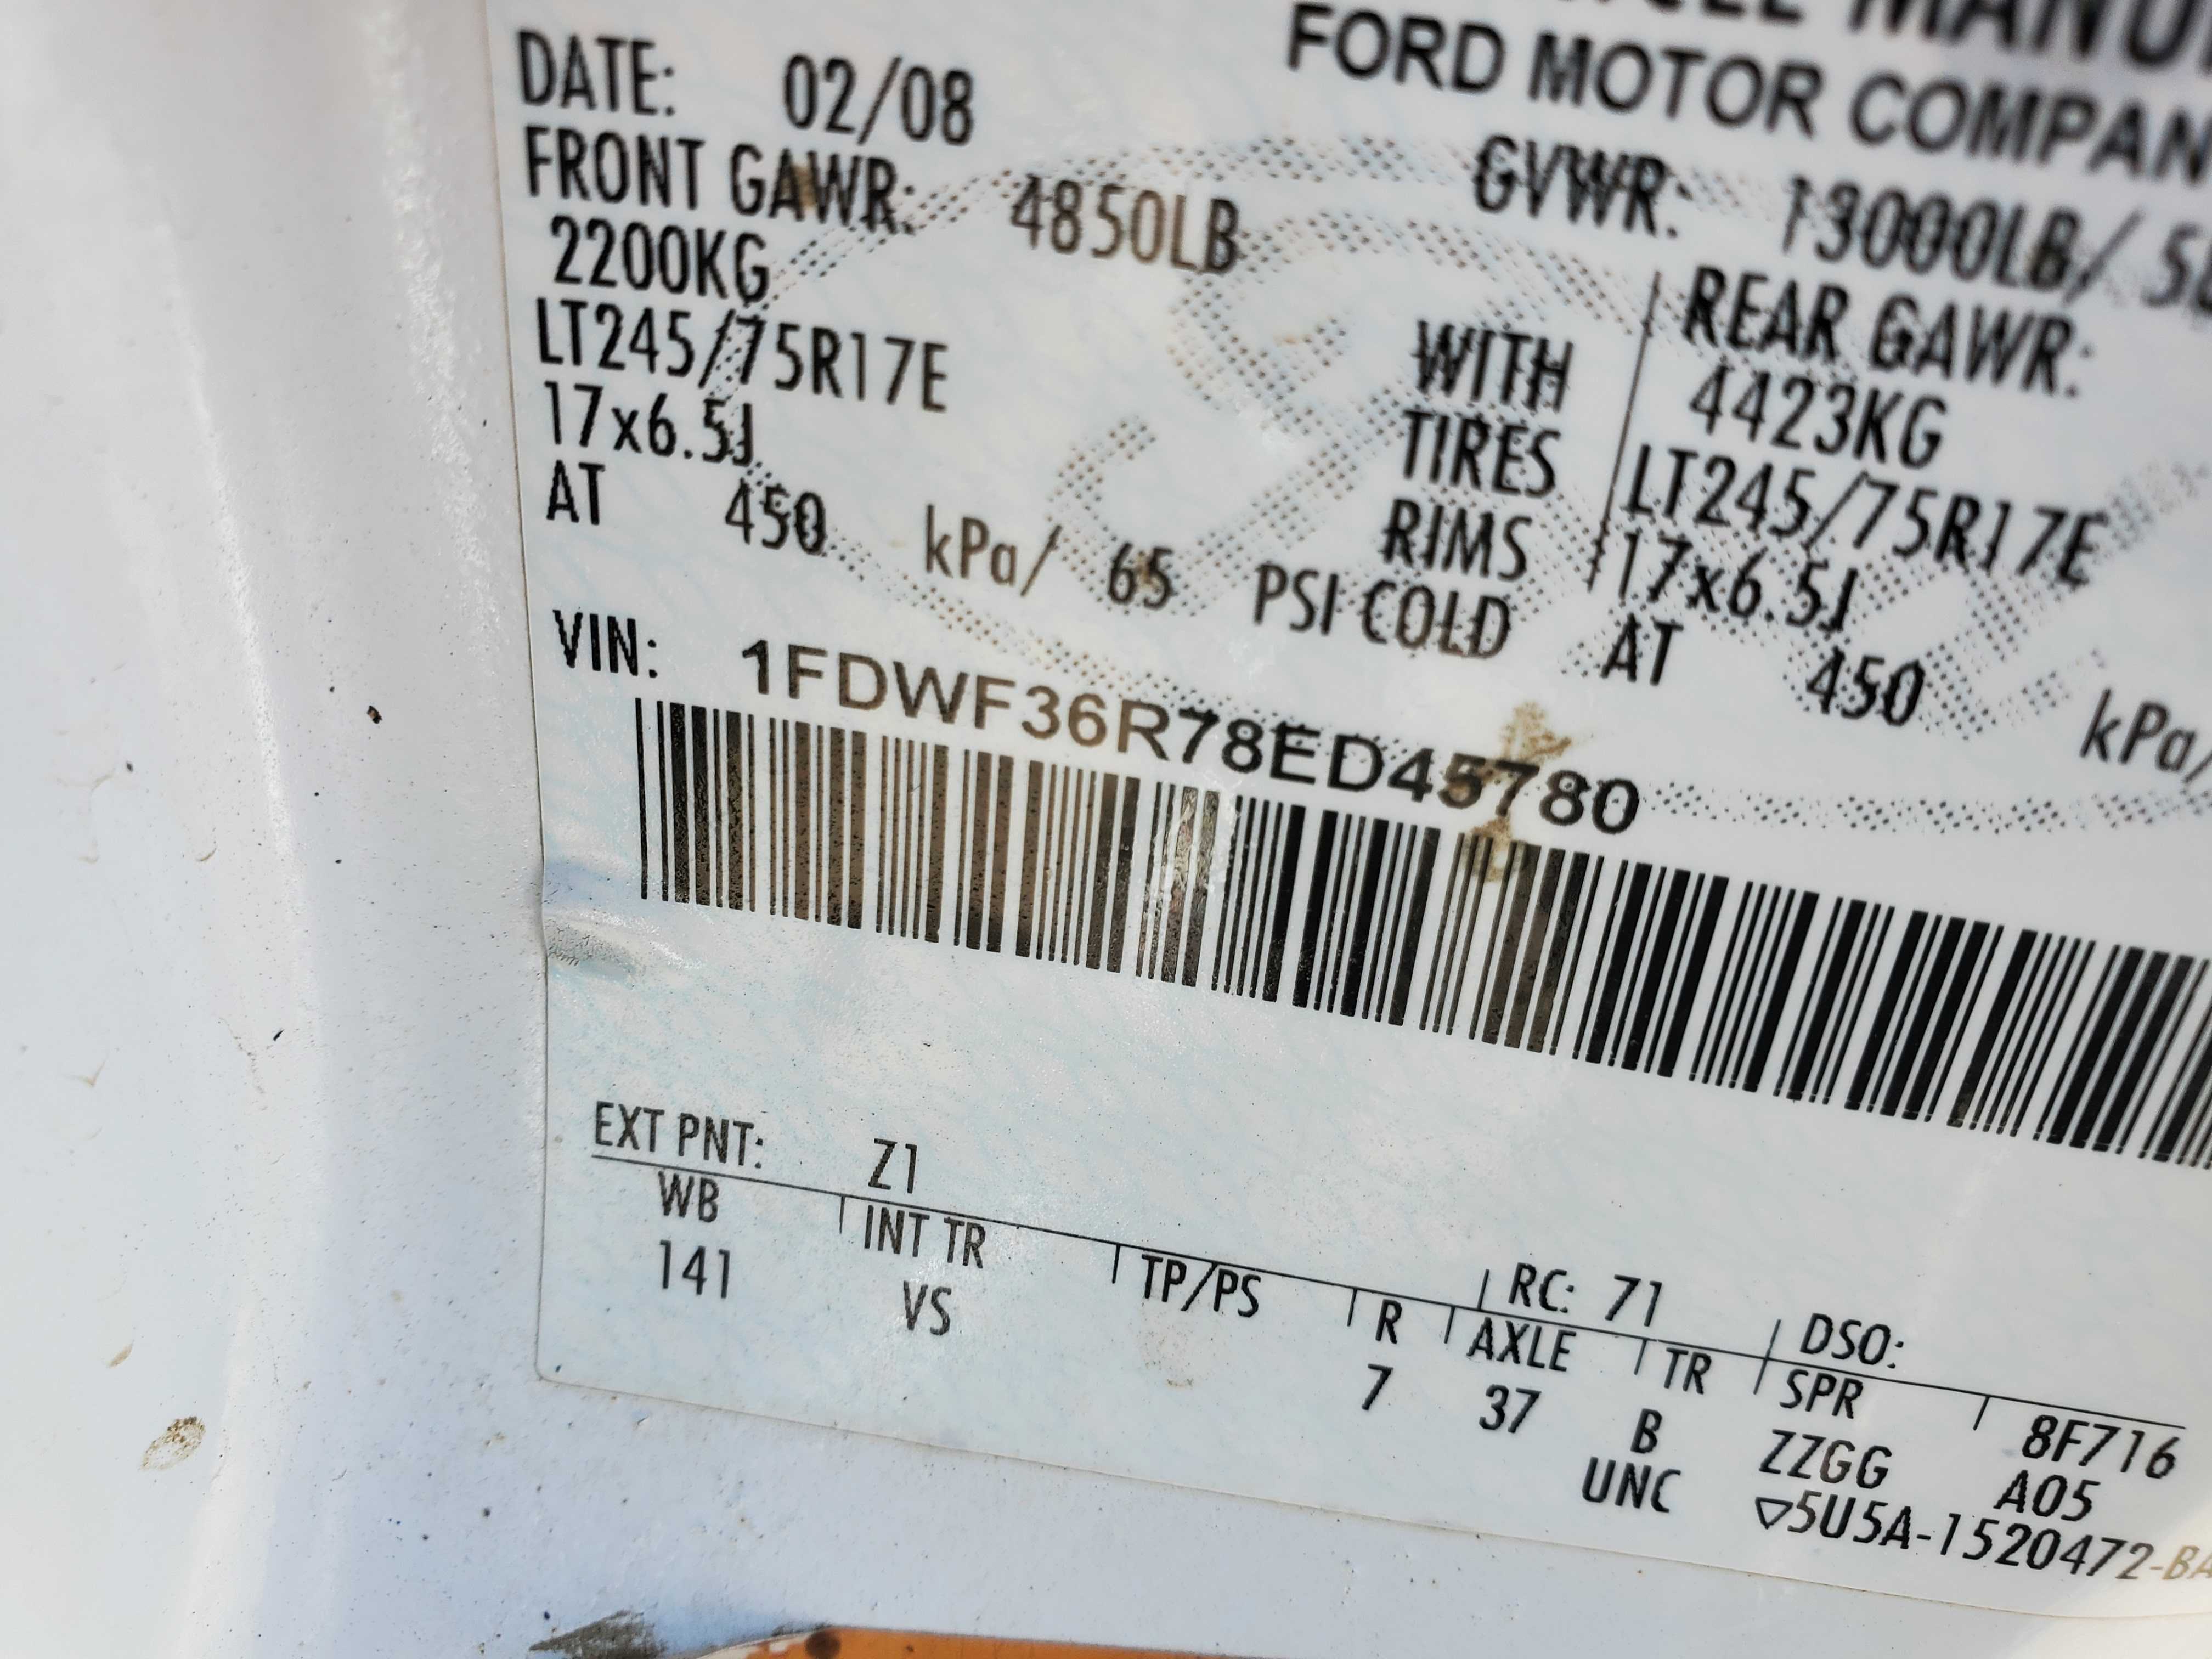 MANU
FORD MOTOR COMPAN
DATE: 02/08
GVWR: 13000LB/ 5
FRONT GAWR: 4850LB
REAR GAWR:
2200KG WITH 4423KG
LT245/75R17E TIRES LT245/75R17E
17x6.5J RIMS 17x6.5J
AT 450 kPa/ 65 PSI COLD AT 450 kPa/
VIN: 1FDWF36R78ED45780
EXT PNT: Z1 RC: 71 DSO:
WB INT TR TP/PS R AXLE TR SPR
141 VS 7 37 B ZZGG 8F716
UNC A05
▽5U5A-1520472-BA